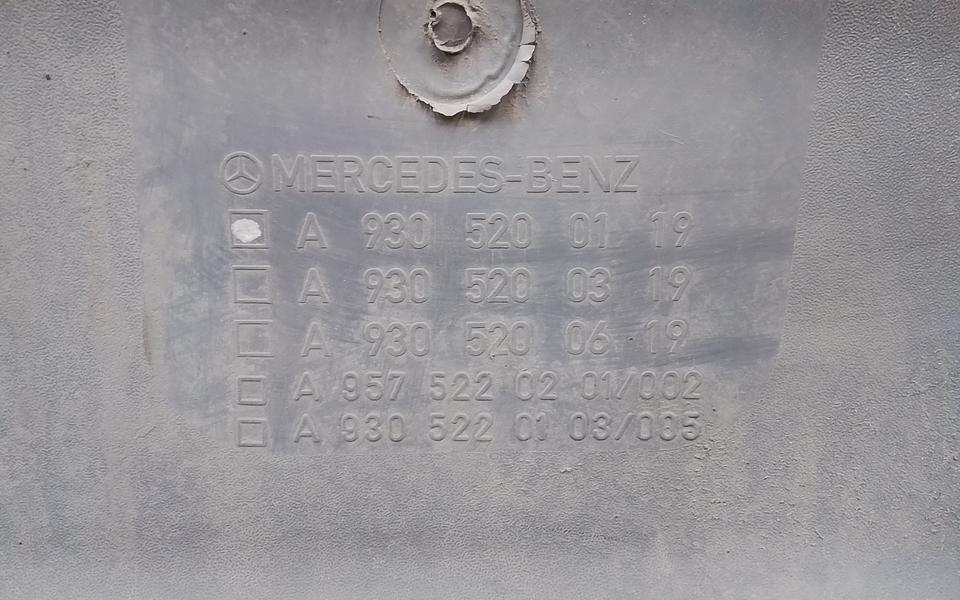 MERCEDES-BENZ
A 930 520 01 19
A 930 520 03 19
A 930 520 06 19
A 957 522 02 01/002
A 930 522 01 03/035